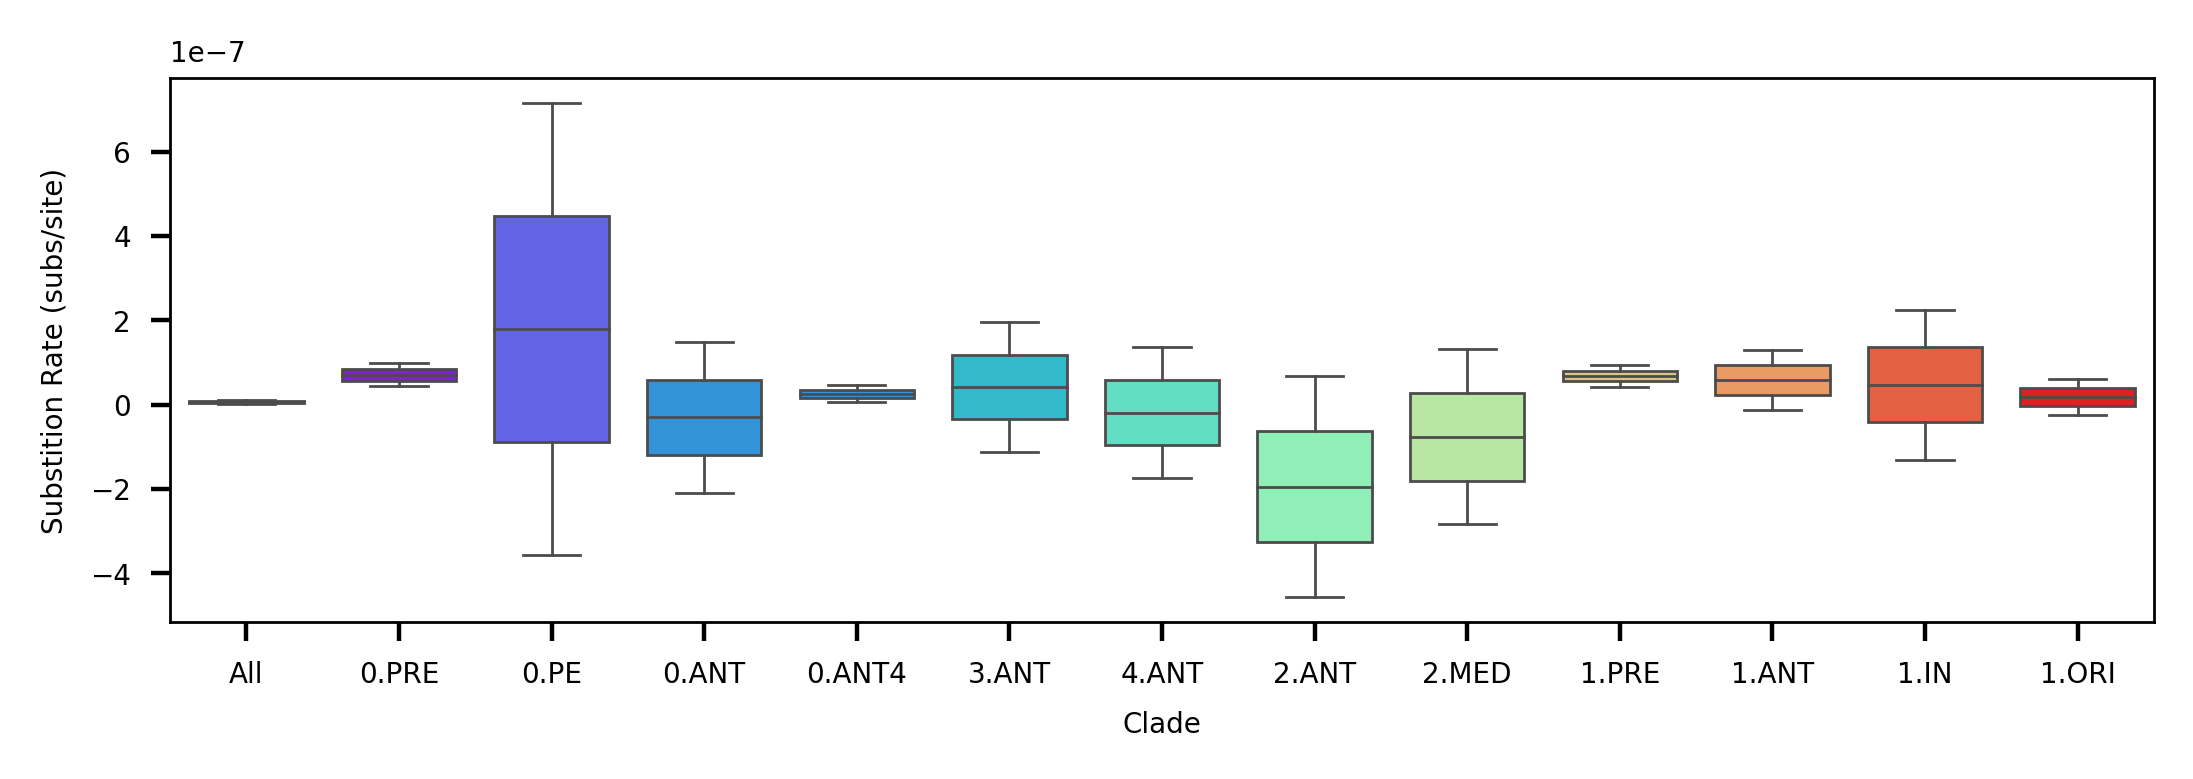 1e−7
Substition Rate (subs/site)
6
4
2
0
−2
−4
All 0.PRE 0.PE 0.ANT 0.ANT4 3.ANT 4.ANT 2.ANT 2.MED 1.PRE 1.ANT 1.IN 1.ORI
Clade